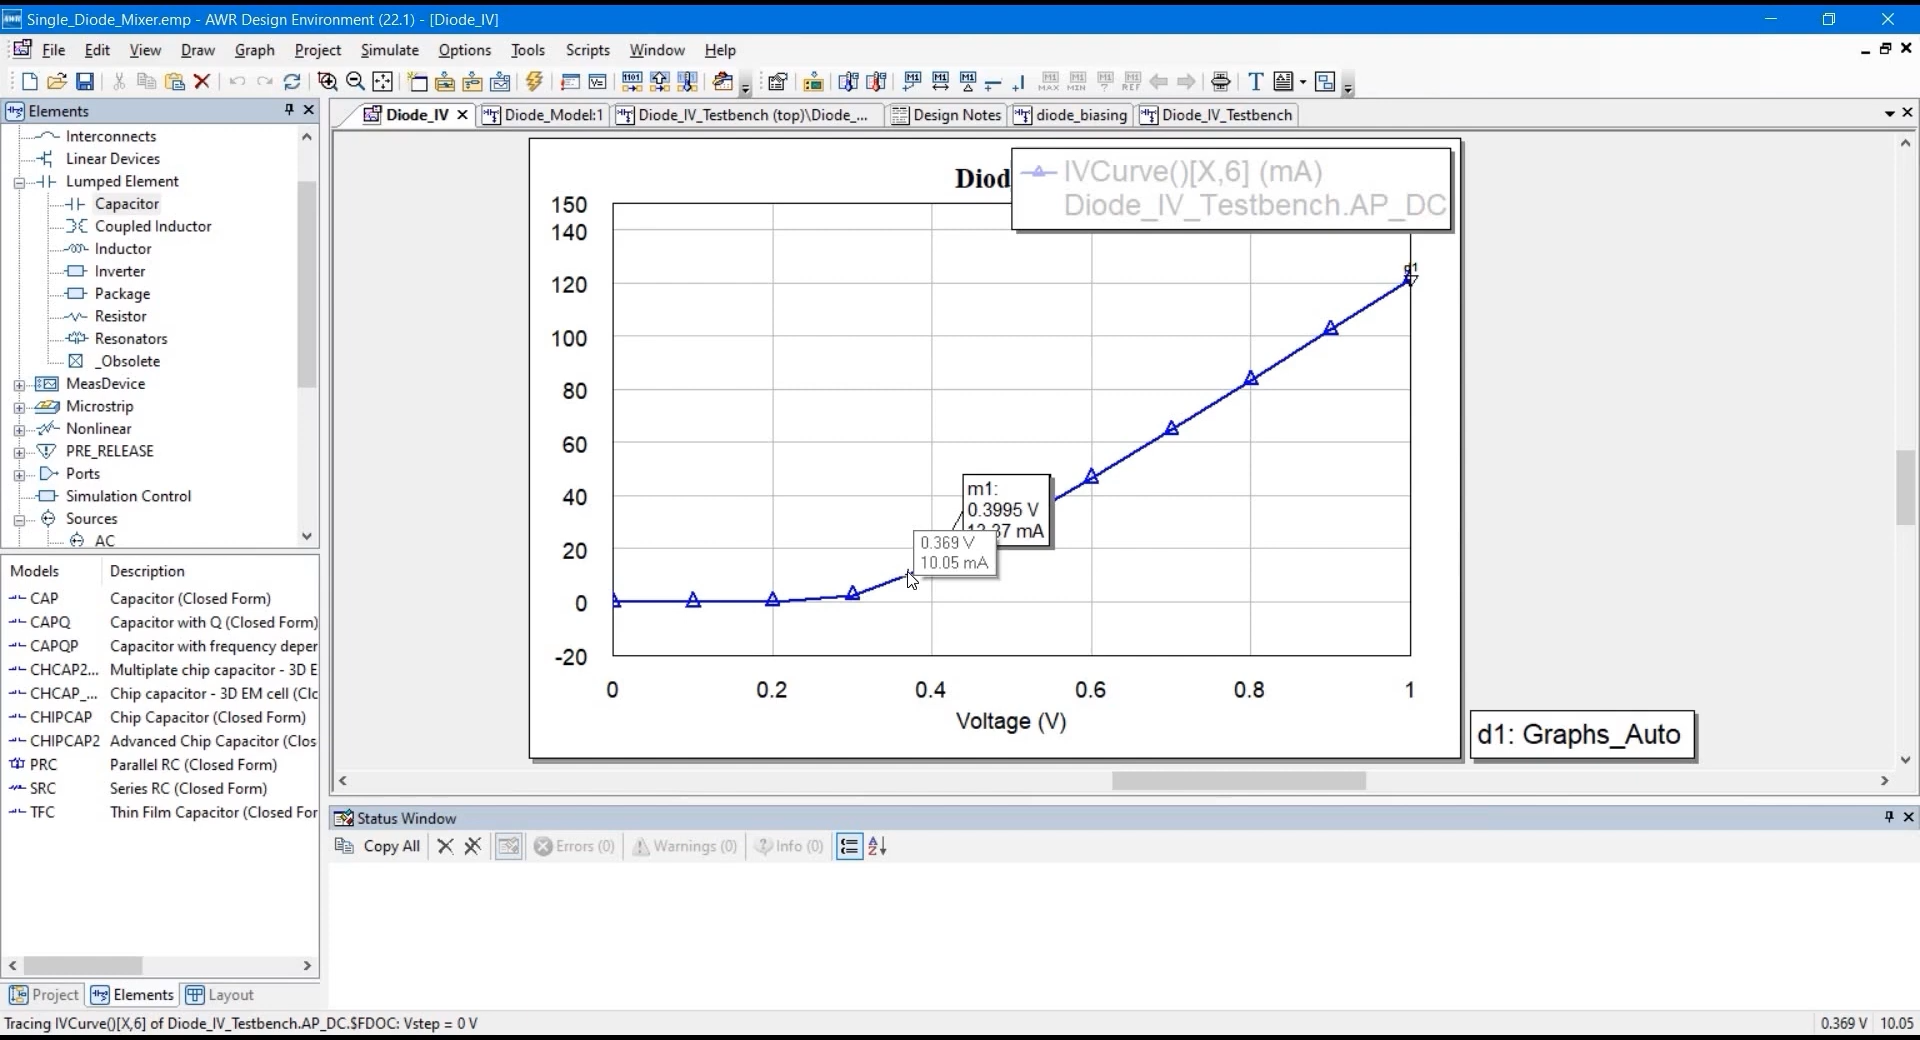 Single_Diode_Mixer.emp - AWR Design Environment (22.1) - [Diode_IV]
File Edit View Draw Graph Project Simulate Options Tools Scripts Window Help
Elements
Interconnects
Linear Devices
Lumped Element
Capacitor
Coupled Inductor
Inductor
Inverter
Package
Resistor
Resonators
_Obsolete
MeasDevice
Microstrip
Nonlinear
PRE_RELEASE
Ports
Simulation Control
Sources
AC
Models Description
CAP Capacitor (Closed Form)
CAPQ Capacitor with Q (Closed Form)
CAPQP Capacitor with frequency deper
CHCAP2... Multiplate chip capacitor - 3D E
CHCAP_... Chip capacitor - 3D EM cell (Clc
CHIPCAP Chip Capacitor (Closed Form)
CHIPCAP2 Advanced Chip Capacitor (Clos
PRC Parallel RC (Closed Form)
SRC Series RC (Closed Form)
TFC Thin Film Capacitor (Closed For
Project Elements Layout
Diode_IV Diode_Model:1 Diode_IV_Testbench (top)\Diode_... Design Notes diode_biasing Diode_IV_Testbench
Diod
IVCurve()[X,6] (mA)
Diode_IV_Testbench.AP_DC
150
140
120
100
80
60
40
20
0
-20
d1
m1:
0.3995 V
0.369 V
10.05 mA
0 0.2 0.4 0.6 0.8 1
Voltage (V)
d1: Graphs_Auto
Status Window
Copy All Errors (0) Warnings (0) Info (0)
Tracing IVCurve()[X,6] of Diode_IV_Testbench.AP_DC.$FDOC: Vstep = 0 V
0.369 V 10.05